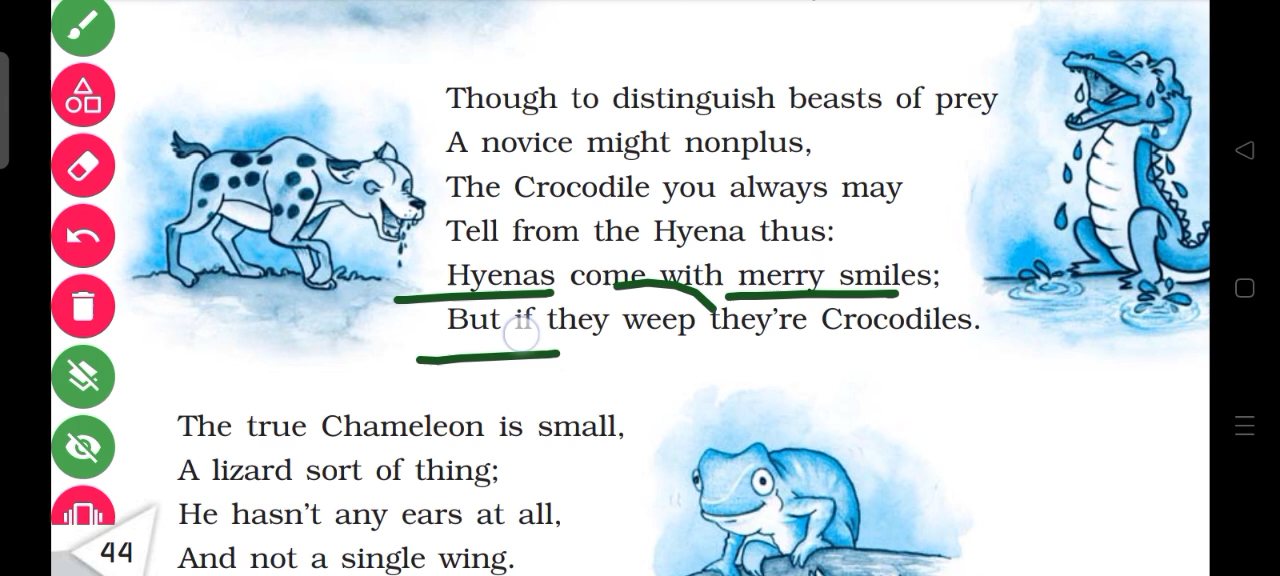 Though to distinguish beasts of prey
A novice might nonplus,
The Crocodile you always may
Tell from the Hyena thus:
Hyenas come with merry smiles;
But if they weep they're Crocodiles.
The true Chameleon is small,
A lizard sort of thing;
He hasn't any ears at all,
And not a single wing.
44